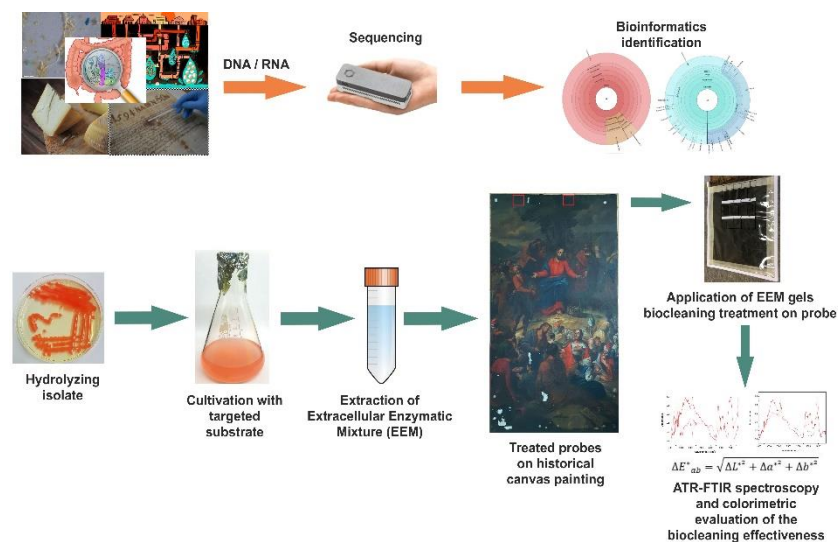 DNA / RNA
Sequencing
Bioinformatics
identification
Hydrolyzing
isolate
Cultivation with
targeted
substrate
Extraction of
Extracellular Enzymatic
Mixture (EEM)
Treated probes
on historical
canvas painting
Application of EEM gels
biocleaning treatment on probe
ΔE*ab = √ΔL*² + Δa*² + Δb*²
ATR-FTIR spectroscopy
and colorimetric
evaluation of the
biocleaning effectiveness